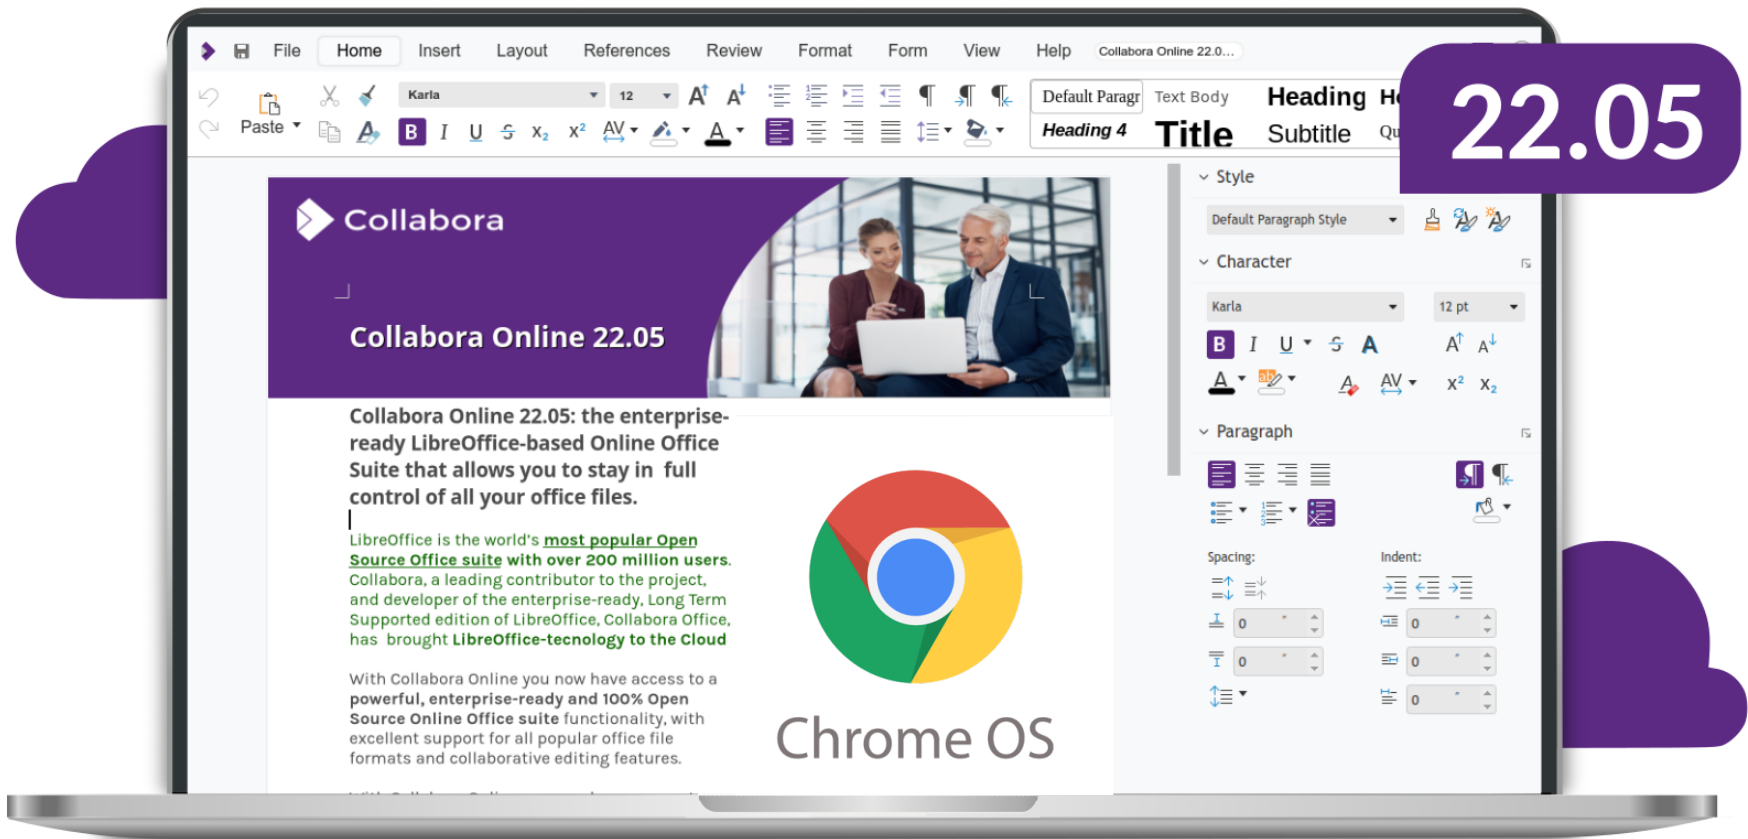 File Home Insert Layout References Review Format Form View Help Collabora Online 22.0...
22.05
Paste
Karla 12
Default Paragr Text Body Heading
Heading 4 Title Subtitle
Collabora
Collabora Online 22.05
Collabora Online 22.05: the enterprise-
ready LibreOffice-based Online Office
Suite that allows you to stay in full
control of all your office files.
LibreOffice is the world's most popular Open
Source Office suite with over 200 million users.
Collabora, a leading contributor to the project,
and developer of the enterprise-ready, Long Term
Supported edition of LibreOffice, Collabora Office,
has brought LibreOffice-tecnology to the Cloud
With Collabora Online you now have access to a
powerful, enterprise-ready and 100% Open
Source Online Office suite functionality, with
excellent support for all popular office file
formats and collaborative editing features.
Chrome OS
Style
Default Paragraph Style
Character
Karla 12 pt
Paragraph
Spacing: Indent:
0 " 0 "
0 " 0 "
0 "